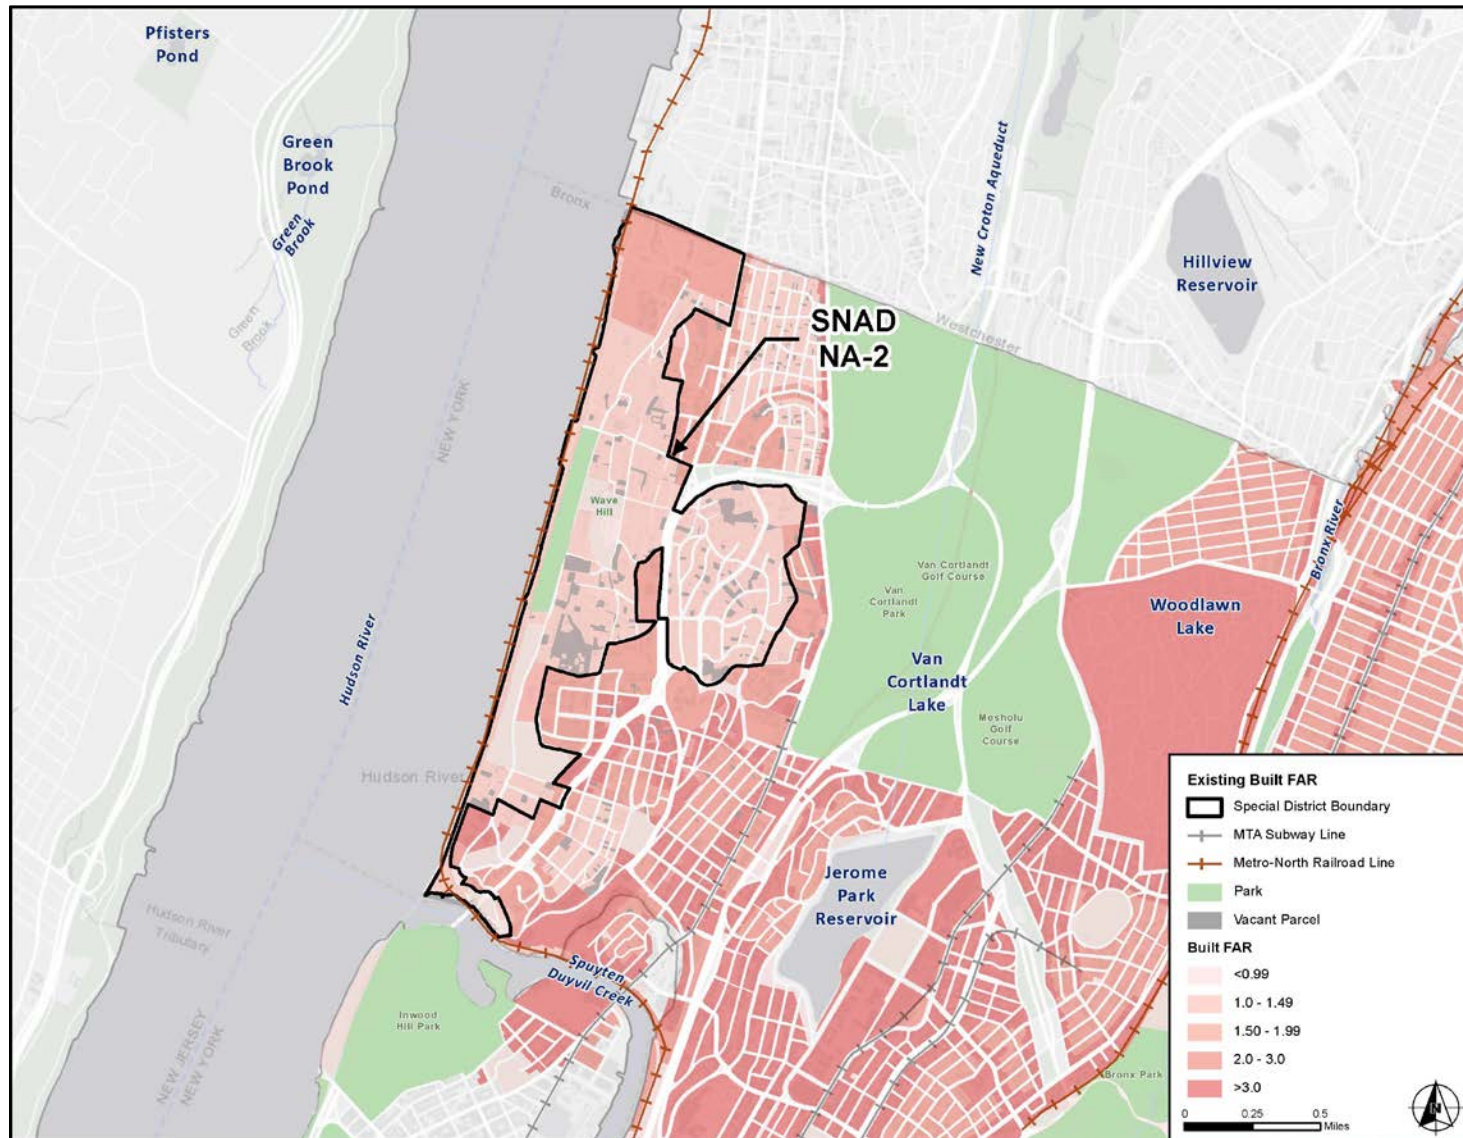 Pfisters
Pond
Green
Brook
Pond
Green
Brook
Green
Brook
Bronx
New Croton Aqueduct
Hillview
Reservoir
Westchester
SNAD
NA-2
NEW YORK
Wave
Hill
Hudson River
Van Cortlandt
Golf Course
Van
Cortlandt
Park
Bronx River
Woodlawn
Lake
Van
Cortlandt
Lake
Mosholu
Golf
Course
Hudson River
Jerome
Park
Reservoir
Hudson River
Tributary
Spuyten
Duyvil Creek
Inwood
Hill Park
NEW JERSEY
NEW YORK
Bronx Park
Existing Built FAR
Special District Boundary
MTA Subway Line
Metro-North Railroad Line
Park
Vacant Parcel
Built FAR
<0.99
1.0 - 1.49
1.50 - 1.99
2.0 - 3.0
>3.0
0 0.25 0.5
Miles
N